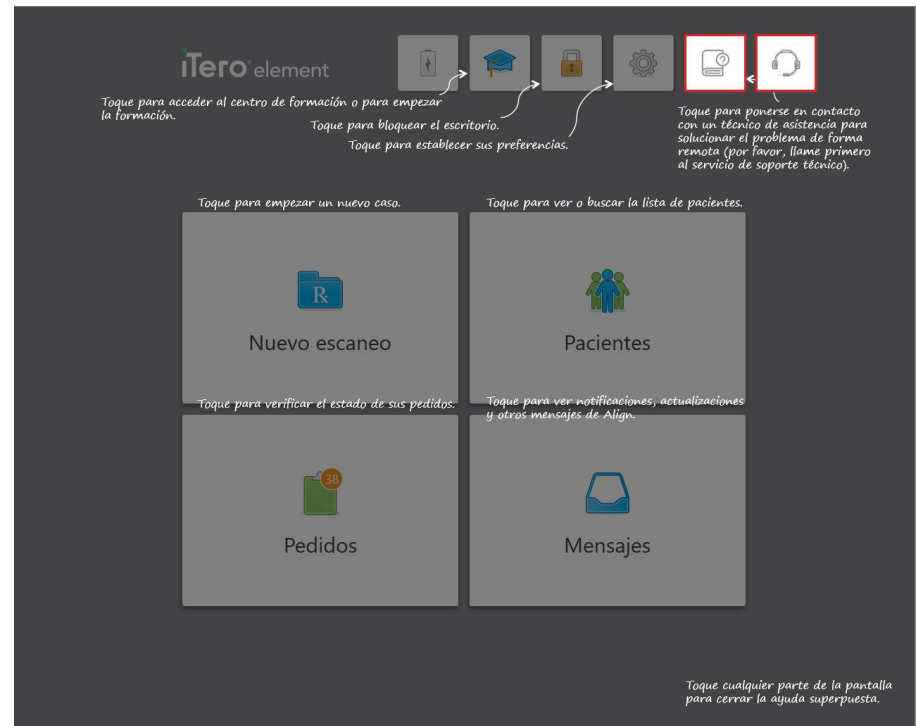 iTero element
Toque para acceder al centro de formación o para empezar
la formación.
Toque para bloquear el escritorio.
Toque para establecer sus preferencias.
Toque para ponerse en contacto
con un técnico de asistencia para
solucionar el problema de forma
remota (por favor, llame primero
al servicio de soporte técnico).
Toque para empezar un nuevo caso.
Toque para ver o buscar la lista de pacientes.
Rx
Nuevo escaneo
Pacientes
Toque para verificar el estado de sus pedidos.
Toque para ver notificaciones, actualizaciones
y otros mensajes de Align.
38
Pedidos
Mensajes
Toque cualquier parte de la pantalla
para cerrar la ayuda superpuesta.